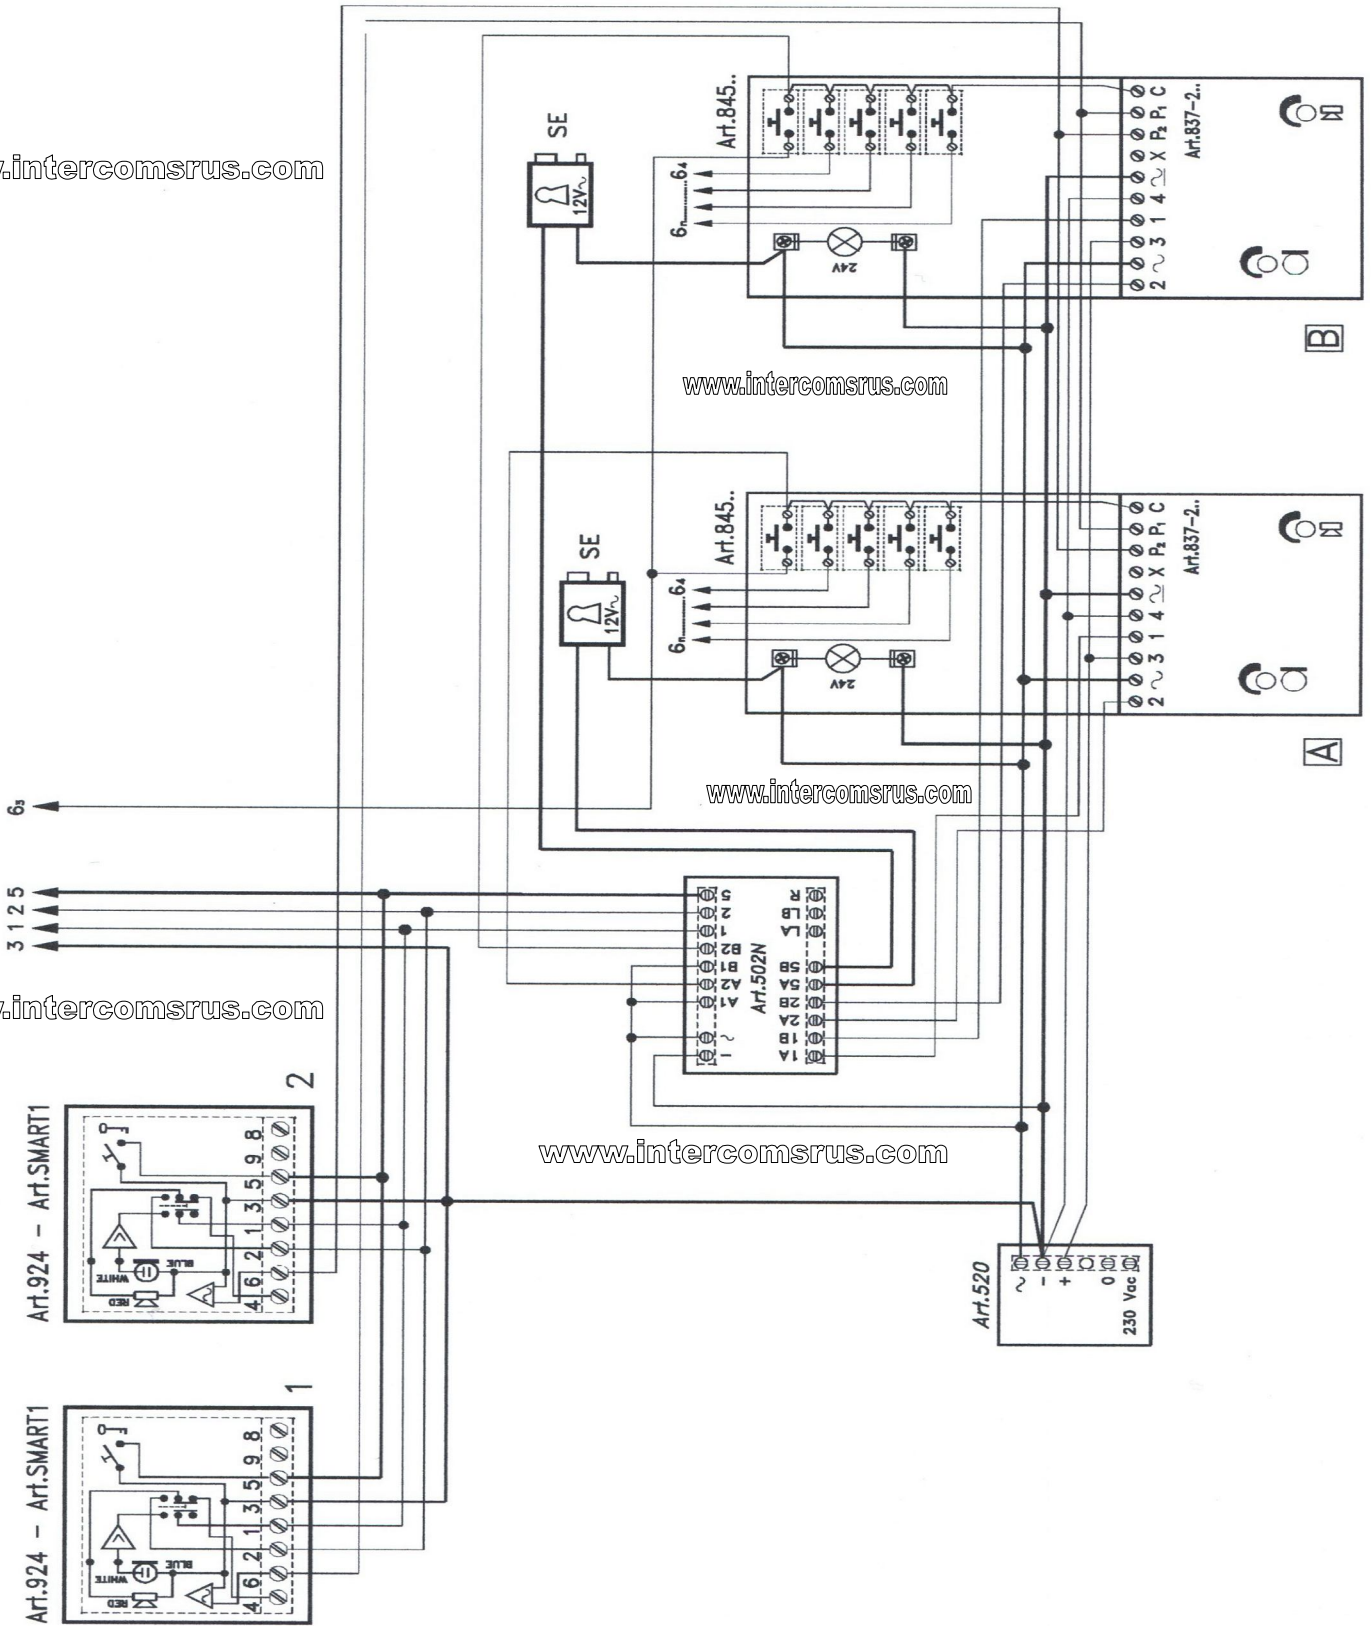 SE
12V~
Art.845..
6n........64
24V
C
P1
P2
X
~
4
1
3
~
2
Art.837-2..
B
www.intercomsrus.com
www.intercomsrus.com
SE
12V~
Art.845..
6n........64
24V
C
P1
P2
X
~
4
1
3
~
2
Art.837-2..
A
www.intercomsrus.com
63
3 1 2 5
5
2
1
B2
B1
A2
A1
~
-
Art.502N
R
LB
LA
5B
5A
2B
2A
1B
1A
www.intercomsrus.com
www.intercomsrus.com
Art.924 - Art.SMART1
2
8
9
5
3
1
2
6
4
WHITE
BLUE
RED
Art.520
~
-
+
0
230 Vac
Art.924 - Art.SMART1
1
8
9
5
3
1
2
6
4
WHITE
BLUE
RED